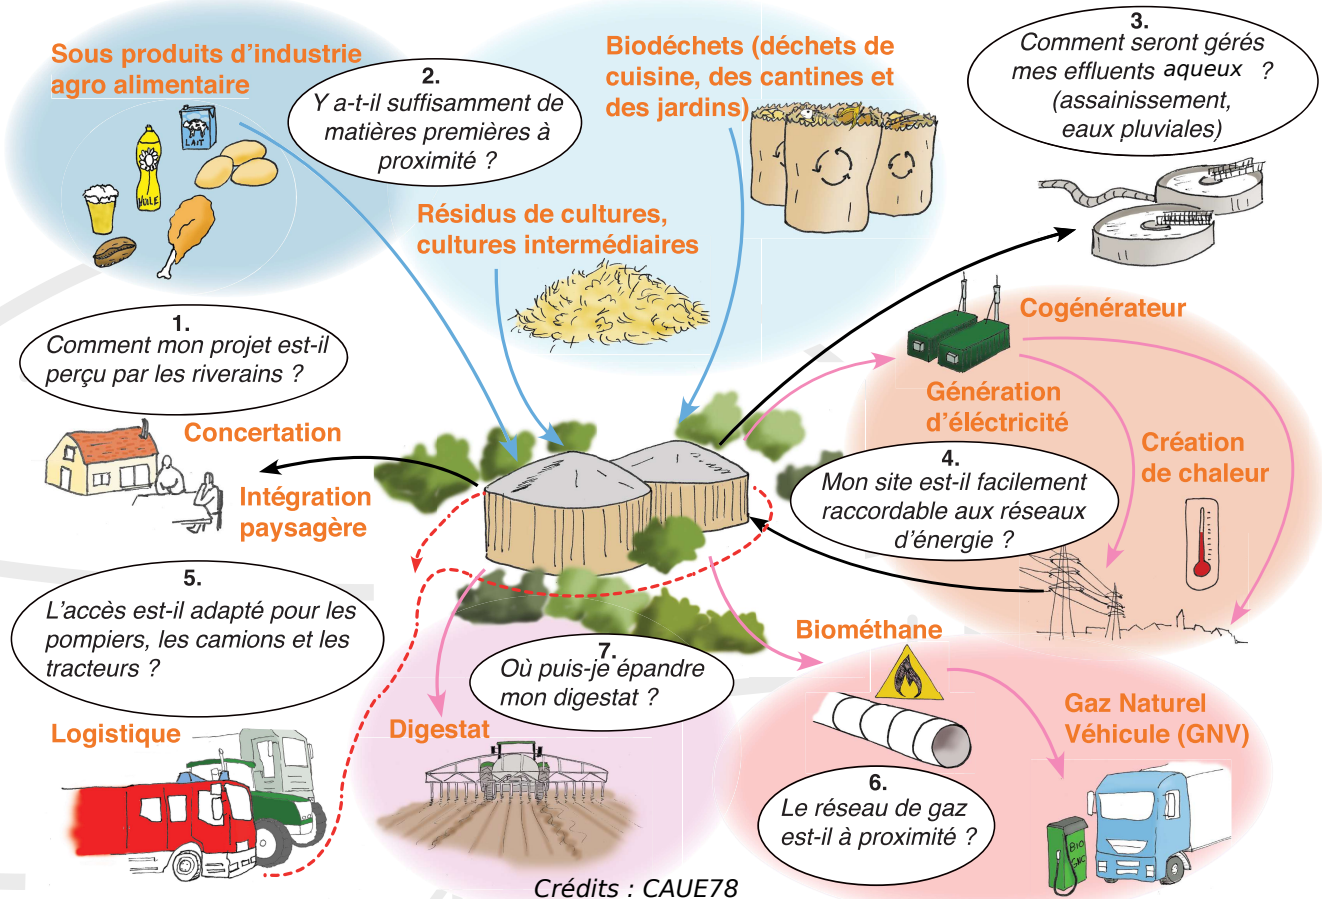 Sous produits d'industrie
agro alimentaire
LAIT
HUILE
2.
Y a-t-il suffisamment de
matières premières à
proximité ?
Biodéchets (déchets de
cuisine, des cantines et
des jardins)
3.
Comment seront gérés
mes effluents aqueux ?
(assainissement,
eaux pluviales)
Résidus de cultures,
cultures intermédiaires
1.
Comment mon projet est-il
perçu par les riverains ?
Concertation
Intégration
paysagère
Cogénérateur
Génération
d'éléctricité
Création
de chaleur
4.
Mon site est-il facilement
raccordable aux réseaux
d'énergie ?
5.
L'accès est-il adapté pour les
pompiers, les camions et les
tracteurs ?
Logistique
7.
Où puis-je épandre
mon digestat ?
Digestat
Biométhane
6.
Le réseau de gaz
est-il à proximité ?
Gaz Naturel
Véhicule (GNV)
BIO
GNC
Crédits : CAUE78